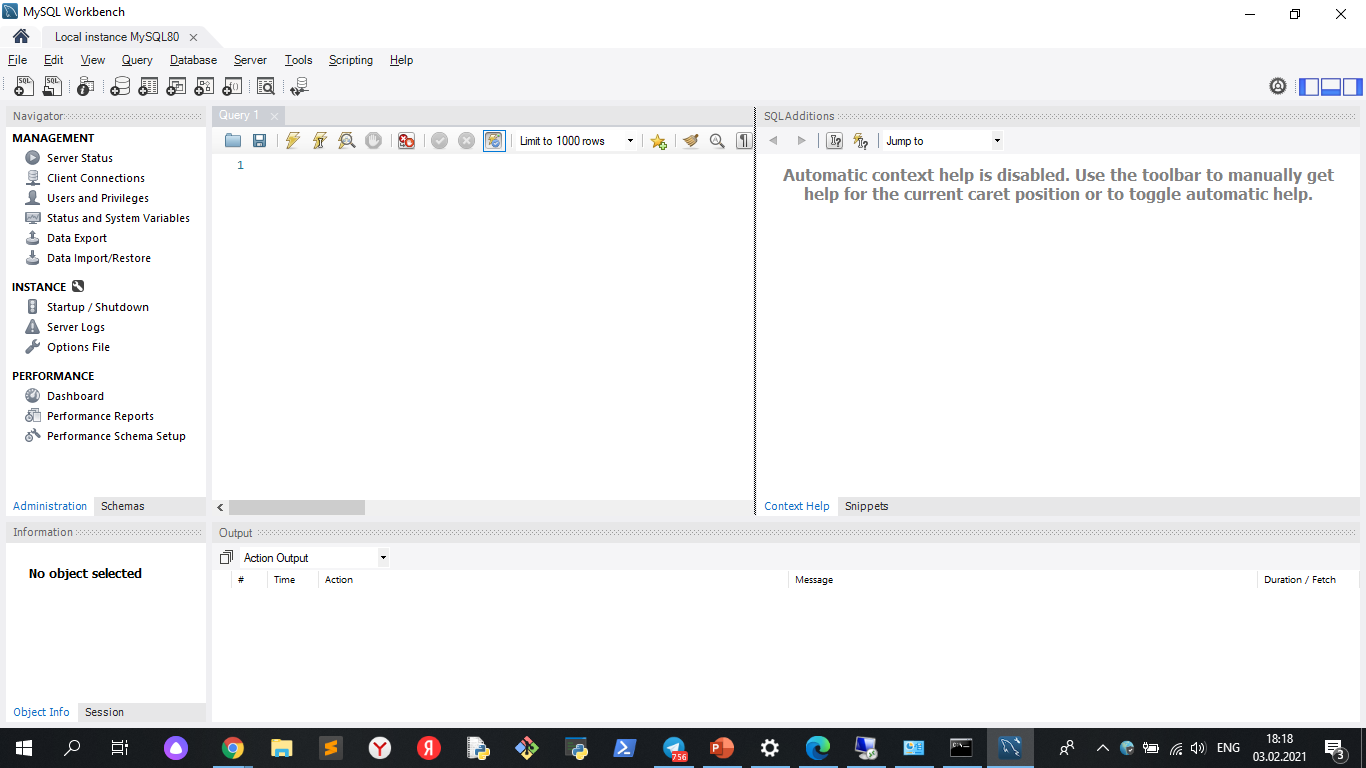 MySQL Workbench
Local instance MySQL80
File Edit View Query Database Server Tools Scripting Help
Navigator
MANAGEMENT
Server Status
Client Connections
Users and Privileges
Status and System Variables
Data Export
Data Import/Restore
INSTANCE
Startup / Shutdown
Server Logs
Options File
PERFORMANCE
Dashboard
Performance Reports
Performance Schema Setup
Administration Schemas
Query 1
Limit to 1000 rows
1
SQLAdditions
Jump to
Automatic context help is disabled. Use the toolbar to manually get
help for the current caret position or to toggle automatic help.
Context Help Snippets
Information
No object selected
Object Info Session
Output
Action Output
# Time Action Message Duration / Fetch
756
ENG
18:18
03.02.2021
3